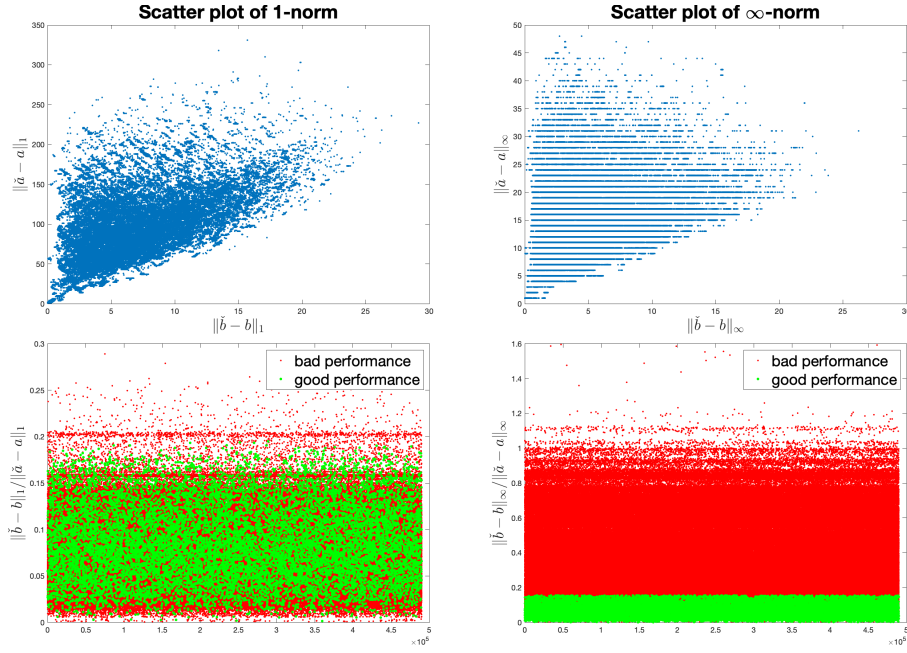 Scatter plot of 1-norm
350
300
250
200
150
100
50
0
‖ǎ − a‖₁
0 5 10 15 20 25 30
‖b̌ − b‖₁
Scatter plot of ∞-norm
50
45
40
35
30
25
20
15
10
5
0
‖ǎ − a‖∞
0 5 10 15 20 25 30
‖b̌ − b‖∞
0.3
0.25
0.2
0.15
0.1
0.05
0
‖b̌ − b‖₁/‖ǎ − a‖₁
bad performance
good performance
0 0.5 1 1.5 2 2.5 3 3.5 4 4.5 5
×10⁵
1.6
1.4
1.2
1
0.8
0.6
0.4
0.2
0
‖b̌ − b‖∞/‖ǎ − a‖∞
bad performance
good performance
0 0.5 1 1.5 2 2.5 3 3.5 4 4.5 5
×10⁵